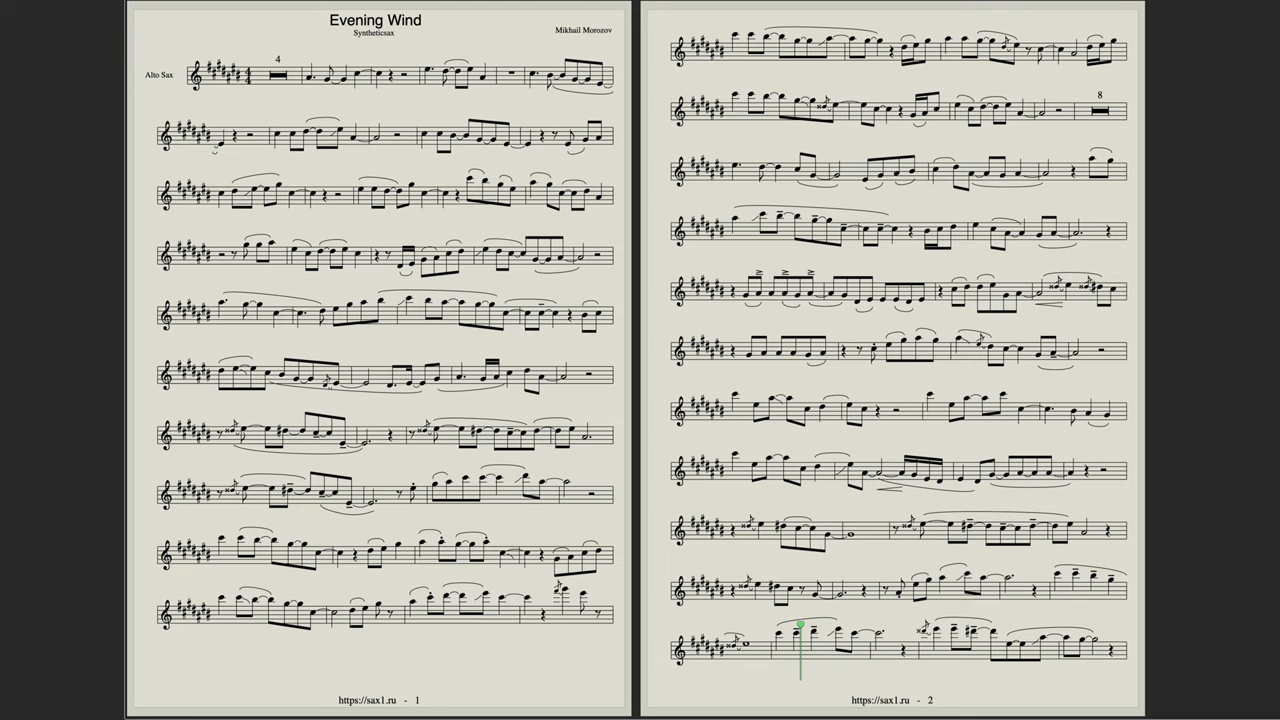 Evening Wind
Syntheticsax
Mikhail Morozov
Alto Sax
4
https://sax1.ru - 1
8
https://sax1.ru - 2